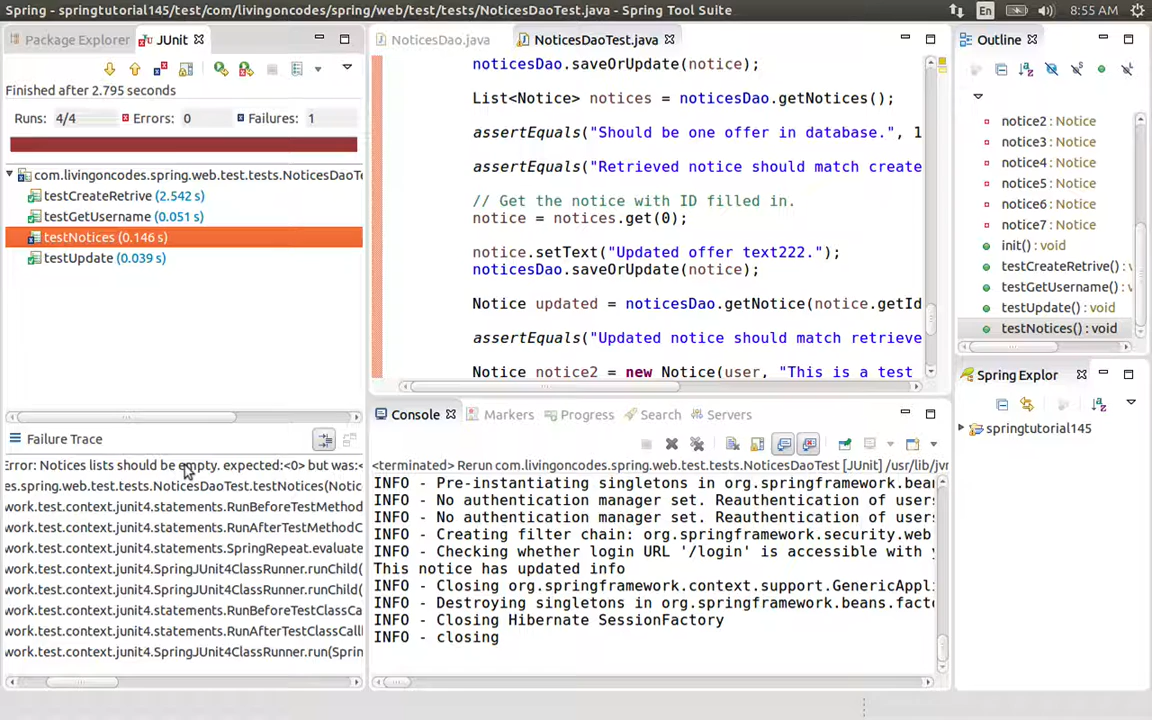 Spring - springtutorial145/test/com/livingoncodes/spring/web/test/tests/NoticesDaoTest.java - Spring Tool Suite
En
8:55 AM
Package Explorer
JUnit
Finished after 2.795 seconds
Runs: 4/4 Errors: 0 Failures: 1
com.livingoncodes.spring.web.test.tests.NoticesDaoT
testCreateRetrive (2.542 s)
testGetUsername (0.051 s)
testNotices (0.146 s)
testUpdate (0.039 s)
Failure Trace
Error: Notices lists should be empty. expected:<0> but was:<
es.spring.web.test.tests.NoticesDaoTest.testNotices(Notic
work.test.context.junit4.statements.RunBeforeTestMethod
work.test.context.junit4.statements.RunAfterTestMethodC
work.test.context.junit4.statements.SpringRepeat.evaluate
work.test.context.junit4.SpringJUnit4ClassRunner.runChild(
work.test.context.junit4.SpringJUnit4ClassRunner.runChild(
work.test.context.junit4.statements.RunBeforeTestClassCa
work.test.context.junit4.statements.RunAfterTestClassCall
work.test.context.junit4.SpringJUnit4ClassRunner.run(Sprin
NoticesDao.java
NoticesDaoTest.java
noticesDao.saveOrUpdate(notice);
List<Notice> notices = noticesDao.getNotices();
assertEquals("Should be one offer in database.", 1
assertEquals("Retrieved notice should match create
// Get the notice with ID filled in.
notice = notices.get(0);
notice.setText("Updated offer text222.");
noticesDao.saveOrUpdate(notice);
Notice updated = noticesDao.getNotice(notice.getId
assertEquals("Updated notice should match retrieve
Notice notice2 = new Notice(user, "This is a test
Console
Markers
Progress
Search
Servers
<terminated> Rerun com.livingoncodes.spring.web.test.tests.NoticesDaoTest [JUnit] /usr/lib/jvr
INFO - Pre-instantiating singletons in org.springframework.bean
INFO - No authentication manager set. Reauthentication of users
INFO - No authentication manager set. Reauthentication of users
INFO - Creating filter chain: org.springframework.security.web
INFO - Checking whether login URL '/login' is accessible with y
This notice has updated info
INFO - Closing org.springframework.context.support.GenericAppli
INFO - Destroying singletons in org.springframework.beans.facto
INFO - Closing Hibernate SessionFactory
INFO - closing
Outline
notice2 : Notice
notice3 : Notice
notice4 : Notice
notice5 : Notice
notice6 : Notice
notice7 : Notice
init() : void
testCreateRetrive() : v
testGetUsername() : v
testUpdate() : void
testNotices() : void
Spring Explor
springtutorial145